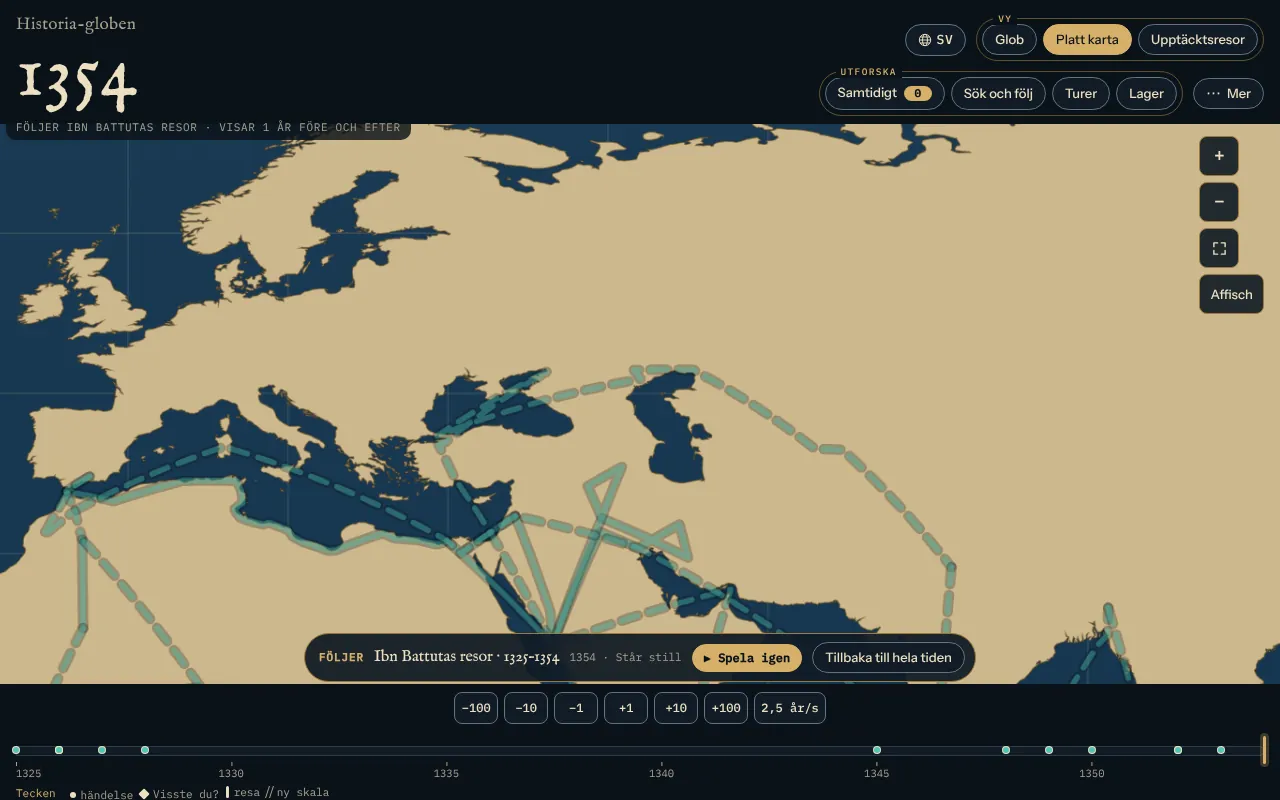 Historia-globen
1354
FÖLJER IBN BATTUTAS RESOR · VISAR 1 ÅR FÖRE OCH EFTER
SV
VY
Glob
Platt karta
Upptäcktsresor
UTFORSKA
Samtidigt 0
Sök och följ
Turer
Lager
··· Mer
+
−
Affisch
FÖLJER Ibn Battutas resor · 1325–1354 1354 · Står still ▶ Spela igen Tillbaka till hela tiden
−100 −10 −1 +1 +10 +100 2,5 år/s
1325 1330 1335 1340 1345 1350
Tecken händelse Visste du? resa // ny skala